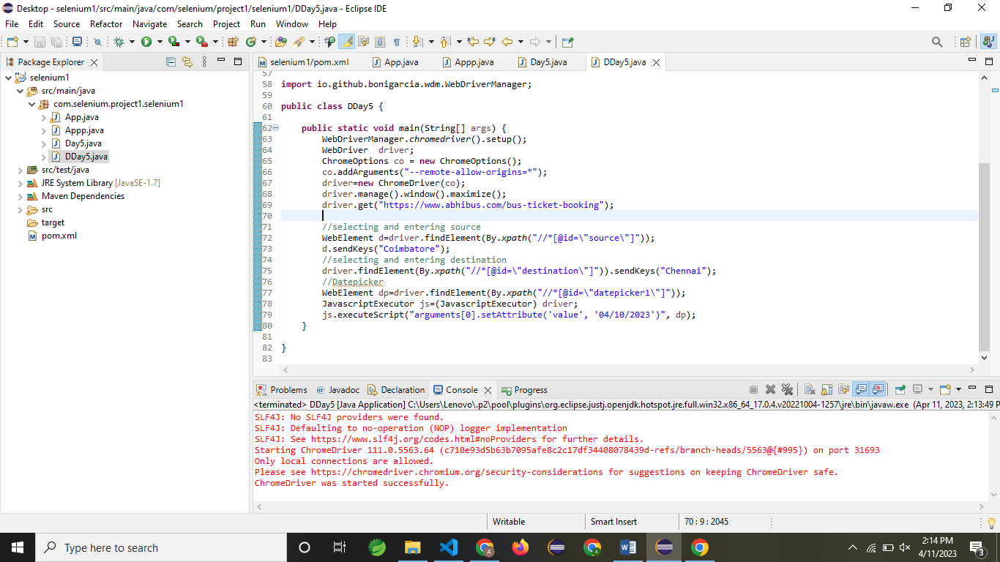 Desktop - selenium1/src/main/java/com/selenium/project1/selenium1/DDay5.java - Eclipse IDE
File Edit Source Refactor Navigate Search Project Run Window Help
Package Explorer
selenium1
src/main/java
com.selenium.project1.selenium1
App.java
Appp.java
Day5.java
DDay5.java
src/test/java
JRE System Library [JavaSE-1.7]
Maven Dependencies
src
target
pom.xml
selenium1/pom.xml App.java Appp.java Day5.java DDay5.java
57
58 import io.github.bonigarcia.wdm.WebDriverManager;
59
60 public class DDay5 {
61
62 public static void main(String[] args) {
63 WebDriverManager.chromedriver().setup();
64 WebDriver driver;
65 ChromeOptions co = new ChromeOptions();
66 co.addArguments("--remote-allow-origins=*");
67 driver=new ChromeDriver(co);
68 driver.manage().window().maximize();
69 driver.get("https://www.abhibus.com/bus-ticket-booking");
70
71 //selecting and entering source
72 WebElement d=driver.findElement(By.xpath("//*[@id=\"source\"]"));
73 d.sendKeys("Coimbatore");
74 //selecting and entering destination
75 driver.findElement(By.xpath("//*[@id=\"destination\"]")).sendKeys("Chennai");
76 //Datepicker
77 WebElement dp=driver.findElement(By.xpath("//*[@id=\"datepicker1\"]"));
78 JavascriptExecutor js=(JavascriptExecutor) driver;
79 js.executeScript("arguments[0].setAttribute('value', '04/10/2023')", dp);
80 }
81
82 }
83
Problems Javadoc Declaration Console Progress
<terminated> DDay5 [Java Application] C:\Users\Lenovo\.p2\pool\plugins\org.eclipse.justj.openjdk.hotspot.jre.full.win32.x86_64_17.0.4.v20221004-1257\jre\bin\javaw.exe (Apr 11, 2023, 2:13:49 P
SLF4J: No SLF4J providers were found.
SLF4J: Defaulting to no-operation (NOP) logger implementation
SLF4J: See https://www.slf4j.org/codes.html#noProviders for further details.
Starting ChromeDriver 111.0.5563.64 (c710e93d5b63b7095afe8c2c17df34408078439d-refs/branch-heads/5563@{#995}) on port 31693
Only local connections are allowed.
Please see https://chromedriver.chromium.org/security-considerations for suggestions on keeping ChromeDriver safe.
ChromeDriver was started successfully.
Writable Smart Insert 70 : 9 : 2045
Type here to search
2:14 PM
4/11/2023
3